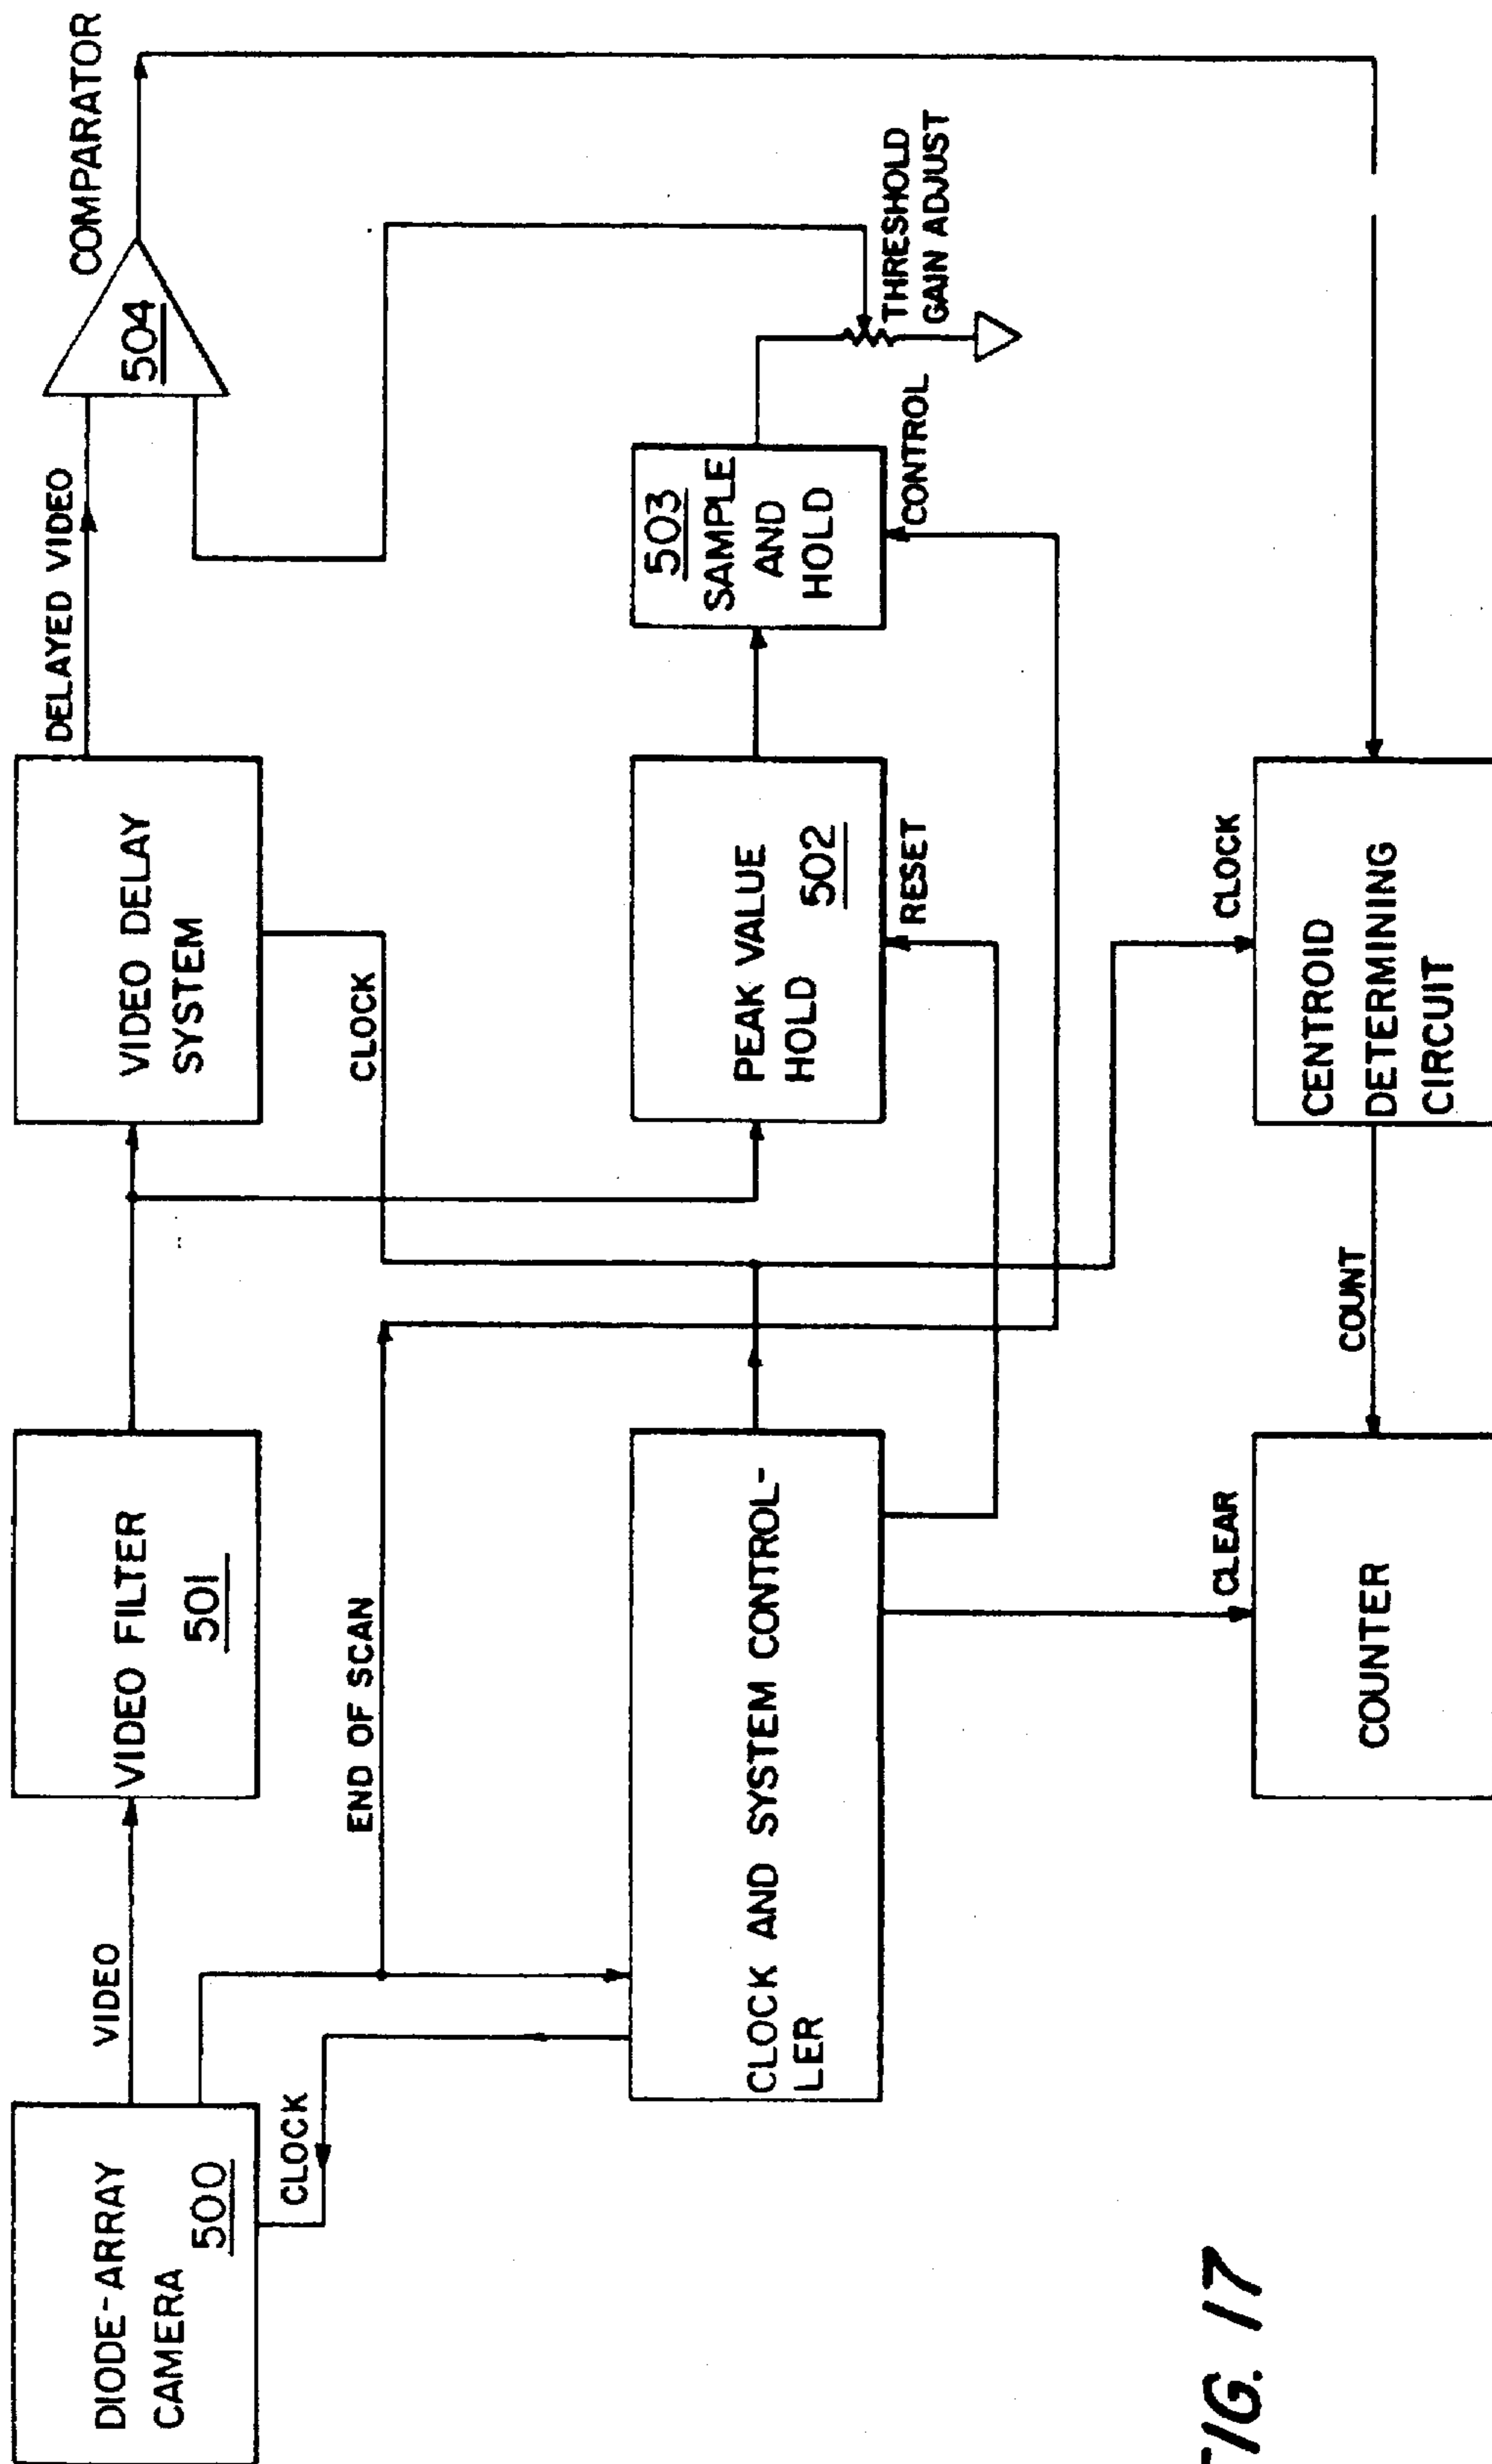 DIODE-ARRAY
CAMERA
500
VIDEO
VIDEO FILTER
501
VIDEO DELAY
SYSTEM
DELAYED VIDEO
COMPARATOR
504
CLOCK
END OF SCAN
CLOCK
CLOCK AND SYSTEM CONTROL-
LER
PEAK VALUE
HOLD 502
RESET
503
SAMPLE
AND
HOLD
CONTROL
THRESHOLD
GAIN ADJUST
CLEAR
COUNTER
COUNT
CLOCK
CENTROID
DETERMINING
CIRCUIT
FIG. 17